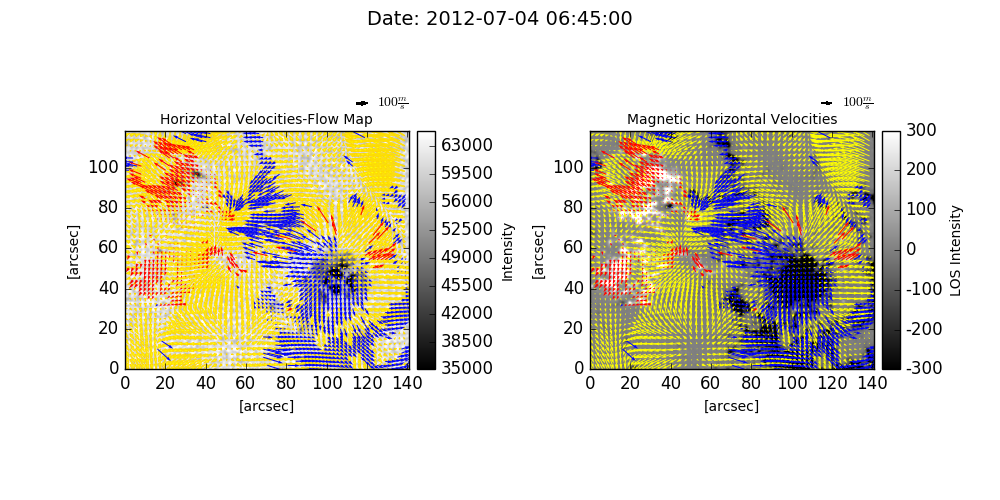 Date: 2012-07-04 06:45:00
100 m/s
100 m/s
Horizontal Velocities-Flow Map
Magnetic Horizontal Velocities
[arcsec]
100
80
60
40
20
0
0 20 40 60 80 100 120 140
[arcsec]
63000
59500
56000
52500
49000
45500
42000
38500
35000
Intensity
[arcsec]
100
80
60
40
20
0
0 20 40 60 80 100 120 140
[arcsec]
300
200
100
0
-100
-200
-300
LOS Intensity